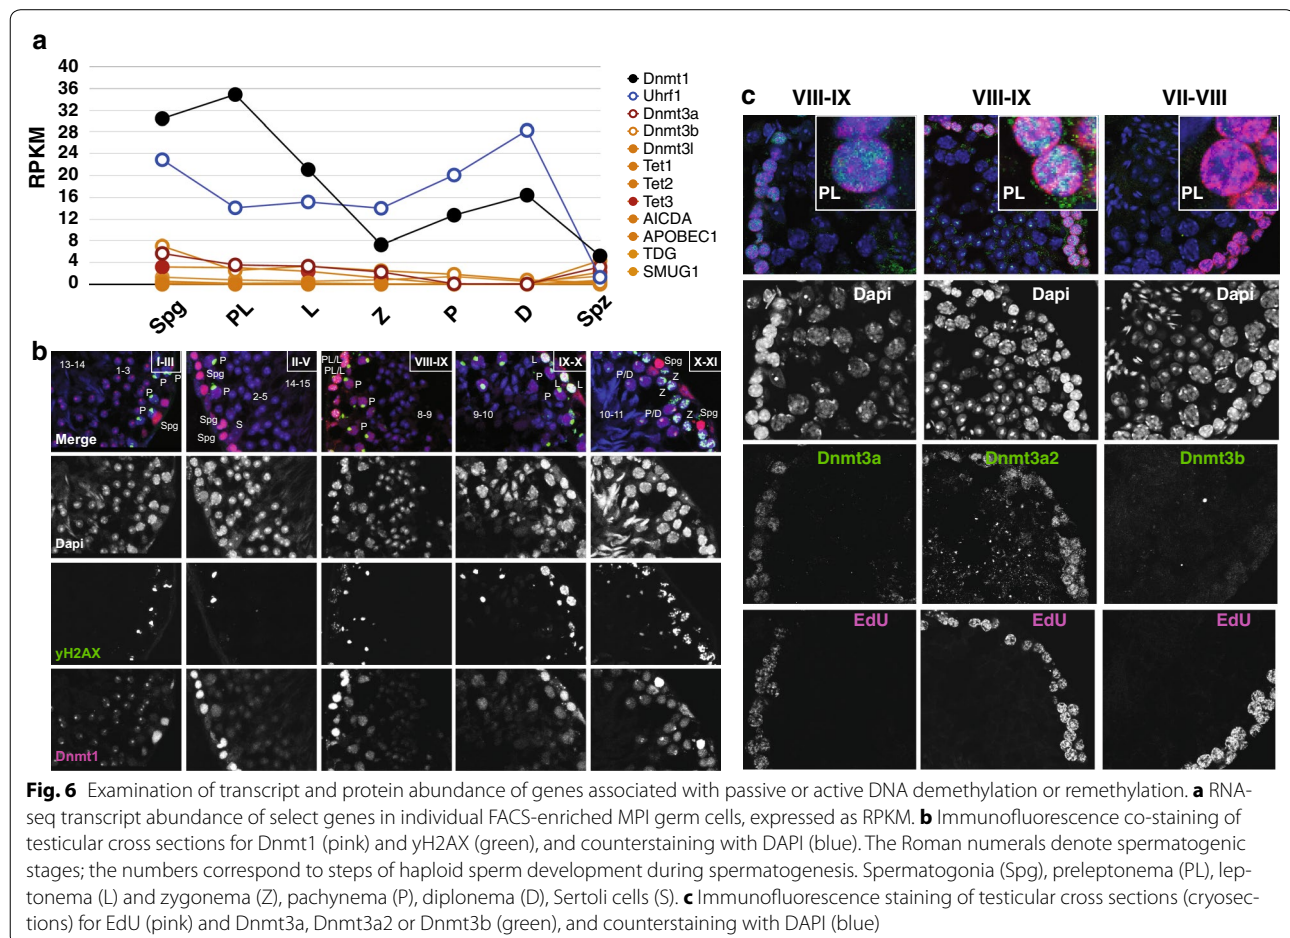 a
40
36
32
28
24
20
16
12
8
4
0
RPKM
Spg PL L Z P D Spz
Dnmt1
Uhrf1
Dnmt3a
Dnmt3b
Dnmt3l
Tet1
Tet2
Tet3
AICDA
APOBEC1
TDG
SMUG1
b
13-14 1-3 I-III P P P P Spg Merge
II-V P Spg P 14-15 2-5 Spg S Spg
PL/L PL/L VIII-IX P P 8-9
L IX-X P L L 9-10
Spg X-XI P/D Z Z P/D Z Spg 10-11
Dapi
yH2AX
Dnmt1
c
VIII-IX VIII-IX VII-VIII
PL PL PL
Dapi Dapi Dapi
Dnmt3a Dnmt3a2 Dnmt3b
EdU EdU EdU
Fig. 6 Examination of transcript and protein abundance of genes associated with passive or active DNA demethylation or remethylation. a RNA-
seq transcript abundance of select genes in individual FACS-enriched MPI germ cells, expressed as RPKM. b Immunofluorescence co-staining of
testicular cross sections for Dnmt1 (pink) and yH2AX (green), and counterstaining with DAPI (blue). The Roman numerals denote spermatogenic
stages; the numbers correspond to steps of haploid sperm development during spermatogenesis. Spermatogonia (Spg), preleptonema (PL), lep-
tonema (L) and zygonema (Z), pachynema (P), diplonema (D), Sertoli cells (S). c Immunofluorescence staining of testicular cross sections (cryosec-
tions) for EdU (pink) and Dnmt3a, Dnmt3a2 or Dnmt3b (green), and counterstaining with DAPI (blue)